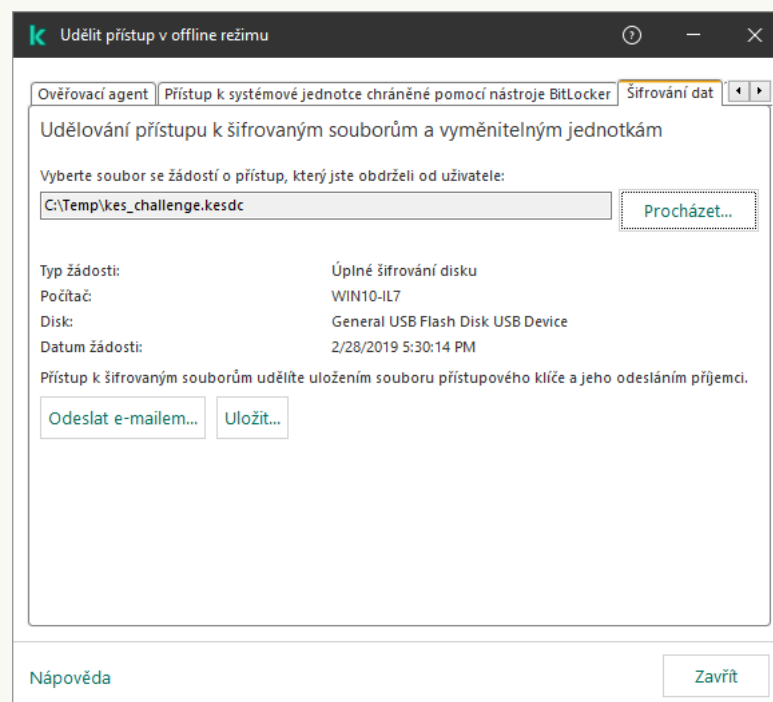 Udělit přístup v offline režimu
Ověřovací agent Přístup k systémové jednotce chráněné pomocí nástroje BitLocker Šifrování dat
Udělování přístupu k šifrovaným souborům a vyměnitelným jednotkám
Vyberte soubor se žádostí o přístup, který jste obdrželi od uživatele:
C:\Temp\kes_challenge.kesdc Procházet...
Typ žádosti: Úplné šifrování disku
Počítač: WIN10-IL7
Disk: General USB Flash Disk USB Device
Datum žádosti: 2/28/2019 5:30:14 PM
Přístup k šifrovaným souborům udělíte uložením souboru přístupového klíče a jeho odesláním příjemci.
Odeslat e-mailem... Uložit...
Nápověda Zavřít